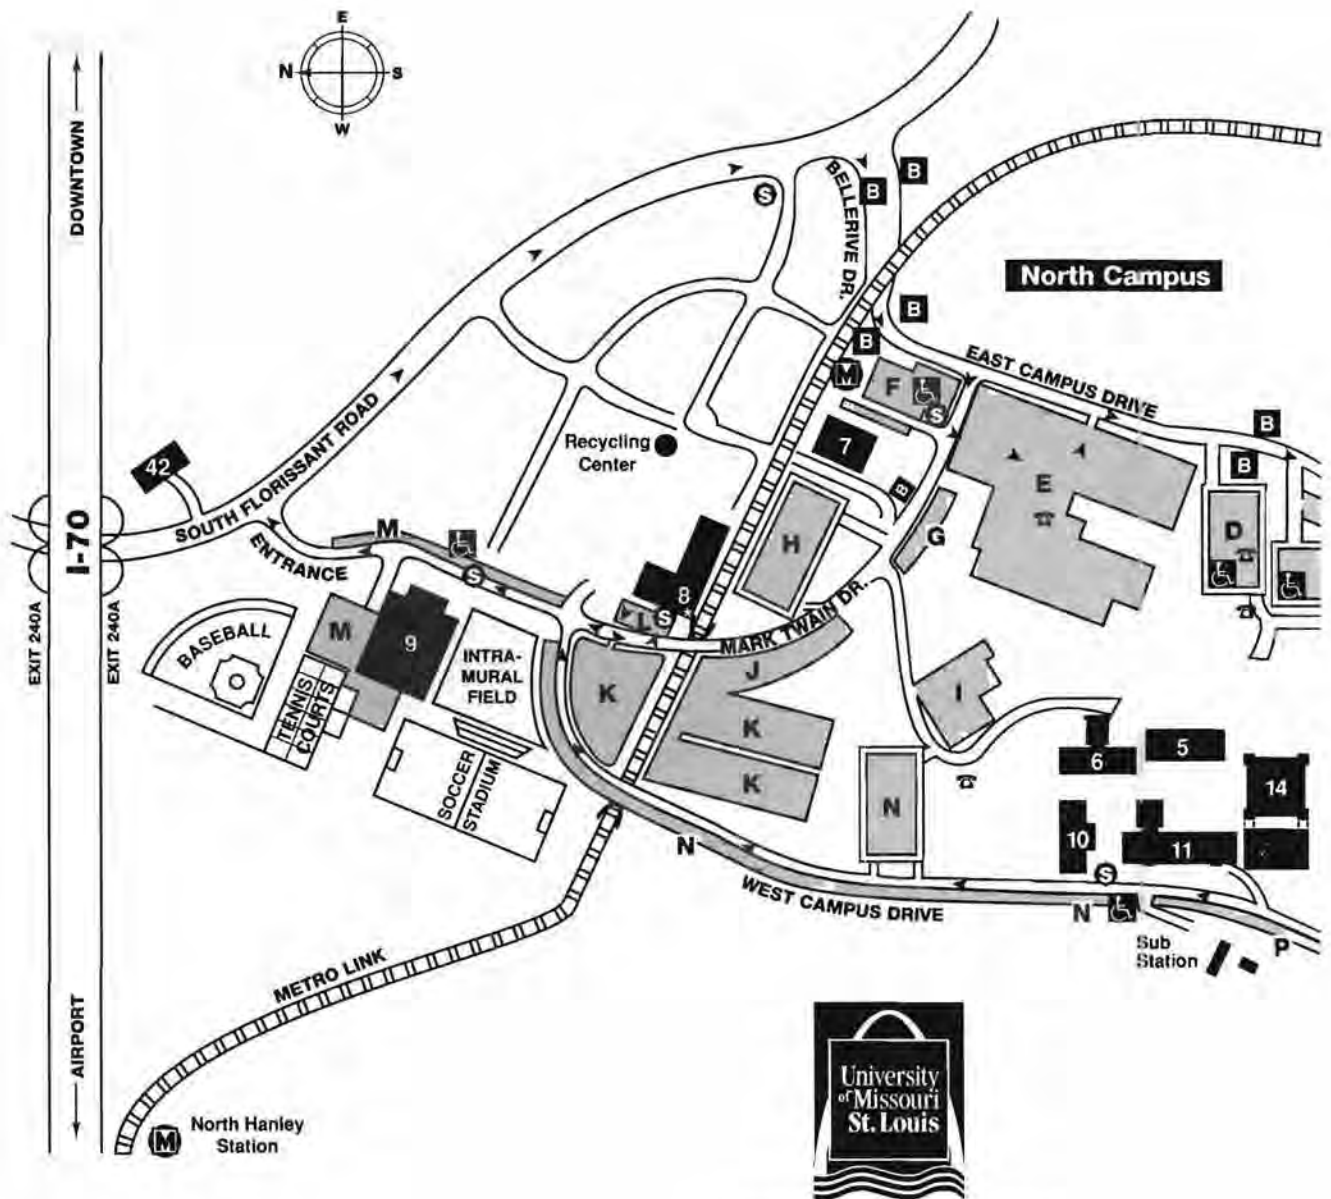 E
N
S
W
DOWNTOWN
S
BELLERIVE DR.
B
B
North Campus
B
B
EAST CAMPUS DRIVE
M
F
S
B
B
42
SOUTH FLORISSANT ROAD
Recycling
Center
7
B
E
I-70
M
ENTRANCE
H
G
D
S
EXIT 240A
EXIT 240A
BASEBALL
M
9
INTRA-
MURAL
FIELD
8
L
S
MARK TWAIN DR.
J
TENNIS
COURTS
K
K
K
I
SOCCER
STADIUM
6
5
14
N
10
11
N
S
WEST CAMPUS DRIVE
N
P
Sub
Station
METRO LINK
AIRPORT
M
North Hanley
Station
University
of Missouri
St. Louis